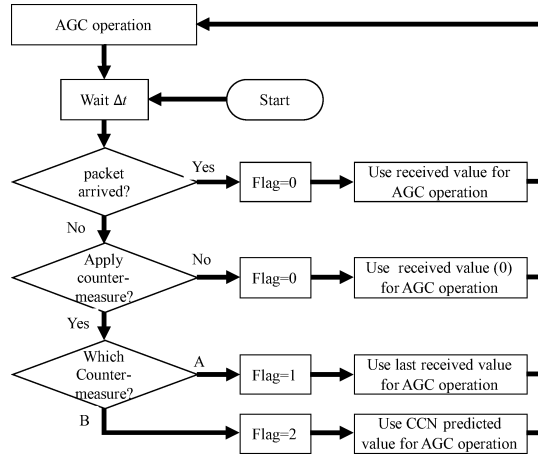 AGC operation
Wait Δt
Start
packet
arrived?
Yes
Flag=0
Use received value for
AGC operation
No
Apply
counter-
measure?
No
Flag=0
Use received value (0)
for AGC operation
Yes
Which
Counter-
measure?
A
Flag=1
Use last received value
for AGC operation
B
Flag=2
Use CCN predicted
value for AGC operation